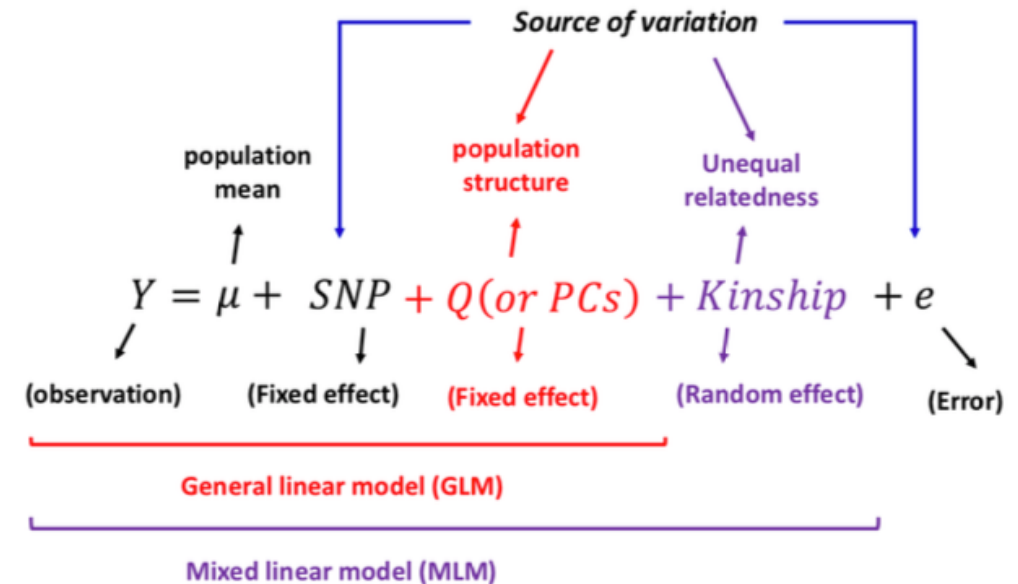 Source of variation
population
mean
population
structure
Unequal
relatedness
Y = μ + SNP + Q(or PCs) + Kinship + e
(observation)
(Fixed effect)
(Fixed effect)
(Random effect)
(Error)
General linear model (GLM)
Mixed linear model (MLM)